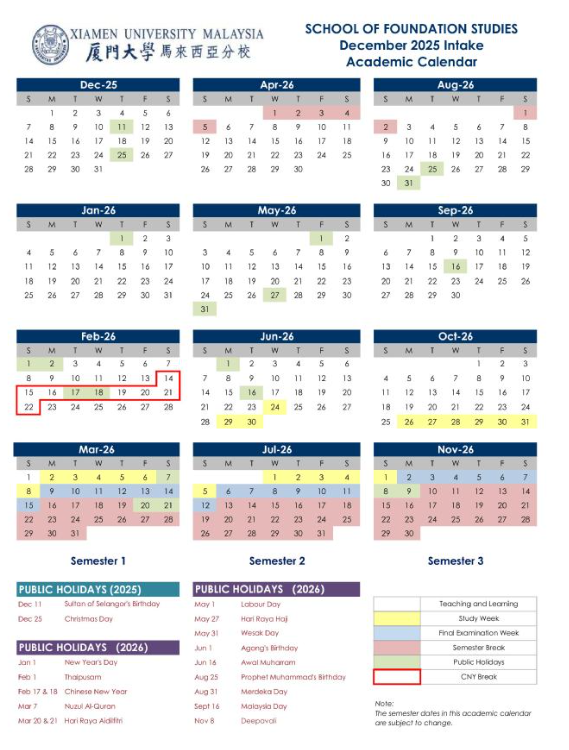 XIAMEN UNIVERSITY MALAYSIA
厦門大學 馬來西亞分校
SCHOOL OF FOUNDATION STUDIES
December 2025 Intake
Academic Calendar
Dec-25
S M T W T F S
1 2 3 4 5 6
7 8 9 10 11 12 13
14 15 16 17 18 19 20
21 22 23 24 25 26 27
28 29 30 31
Apr-26
S M T W T F S
1 2 3 4
5 6 7 8 9 10 11
12 13 14 15 16 17 18
19 20 21 22 23 24 25
26 27 28 29 30
Aug-26
S M T W T F S
1
2 3 4 5 6 7 8
9 10 11 12 13 14 15
16 17 18 19 20 21 22
23 24 25 26 27 28 29
30 31
Jan-26
S M T W T F S
1 2 3
4 5 6 7 8 9 10
11 12 13 14 15 16 17
18 19 20 21 22 23 24
25 26 27 28 29 30 31
May-26
S M T W T F S
1 2
3 4 5 6 7 8 9
10 11 12 13 14 15 16
17 18 19 20 21 22 23
24 25 26 27 28 29 30
31
Sep-26
S M T W T F S
1 2 3 4 5
6 7 8 9 10 11 12
13 14 15 16 17 18 19
20 21 22 23 24 25 26
27 28 29 30
Feb-26
S M T W T F S
1 2 3 4 5 6 7
8 9 10 11 12 13 14
15 16 17 18 19 20 21
22 23 24 25 26 27 28
Jun-26
S M T W T F S
1 2 3 4 5 6
7 8 9 10 11 12 13
14 15 16 17 18 19 20
21 22 23 24 25 26 27
28 29 30
Oct-26
S M T W T F S
1 2 3
4 5 6 7 8 9 10
11 12 13 14 15 16 17
18 19 20 21 22 23 24
25 26 27 28 29 30 31
Mar-26
S M T W T F S
1 2 3 4 5 6 7
8 9 10 11 12 13 14
15 16 17 18 19 20 21
22 23 24 25 26 27 28
29 30 31
Jul-26
S M T W T F S
1 2 3 4
5 6 7 8 9 10 11
12 13 14 15 16 17 18
19 20 21 22 23 24 25
26 27 28 29 30 31
Nov-26
S M T W T F S
1 2 3 4 5 6 7
8 9 10 11 12 13 14
15 16 17 18 19 20 21
22 23 24 25 26 27 28
29 30
Semester 1
Semester 2
Semester 3
PUBLIC HOLIDAYS (2025)
Dec 11 Sultan of Selangor's Birthday
Dec 25 Christmas Day
PUBLIC HOLIDAYS (2026)
Jan 1 New Year's Day
Feb 1 Thaipusam
Feb 17 & 18 Chinese New Year
Mar 7 Nuzul Al-Quran
Mar 20 & 21 Hari Raya Aidilfitri
PUBLIC HOLIDAYS (2026)
May 1 Labour Day
May 27 Hari Raya Haji
May 31 Wesak Day
Jun 1 Agong's Birthday
Jun 16 Awal Muharram
Aug 25 Prophet Muhammad's Birthday
Aug 31 Merdeka Day
Sept 16 Malaysia Day
Nov 8 Deepavali
Teaching and Learning
Study Week
Final Examination Week
Semester Break
Public Holidays
CNY Break
Note:
The semester dates in this academic calendar
are subject to change.